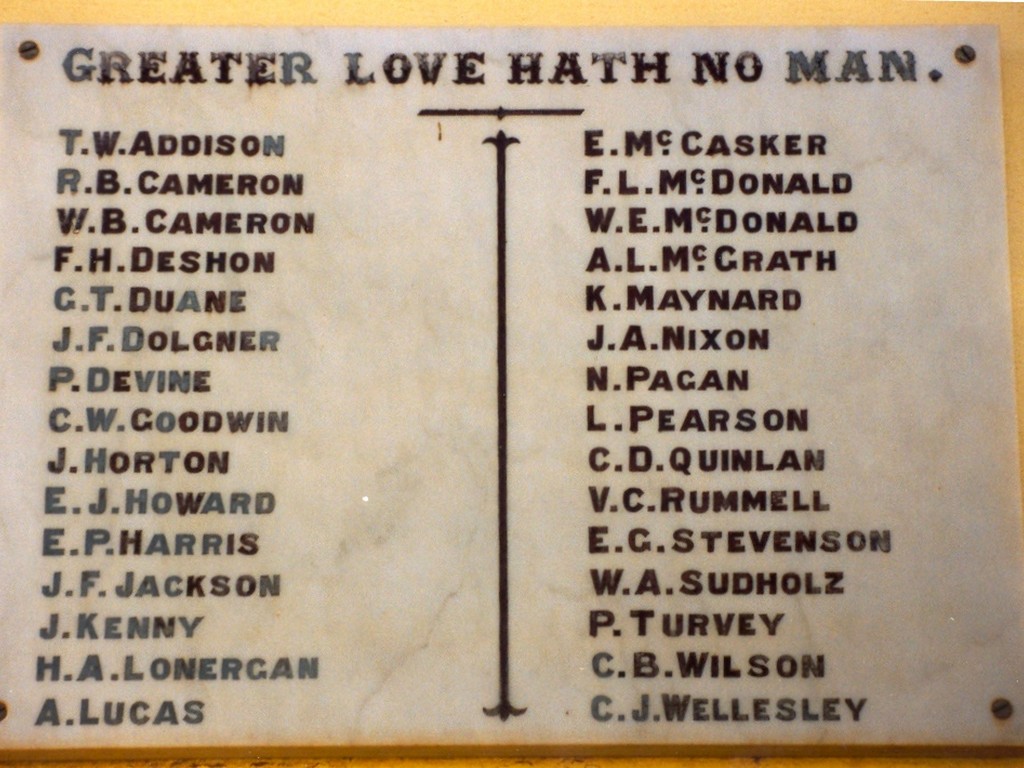 GREATER LOVE HATH NO MAN.
T.W.ADDISON
R.B.CAMERON
W.B.CAMERON
F.H.DESHON
G.T.DUANE
J.F.DOLGNER
P.DEVINE
C.W.GOODWIN
J.HORTON
E.J.HOWARD
E.P.HARRIS
J.F.JACKSON
J.KENNY
H.A.LONERGAN
A.LUCAS
E.McCASKER
F.L.McDONALD
W.E.McDONALD
A.L.McGRATH
K.MAYNARD
J.A.NIXON
N.PAGAN
L.PEARSON
C.D.QUINLAN
V.C.RUMMELL
E.G.STEVENSON
W.A.SUDHOLZ
P.TURVEY
C.B.WILSON
C.J.WELLESLEY